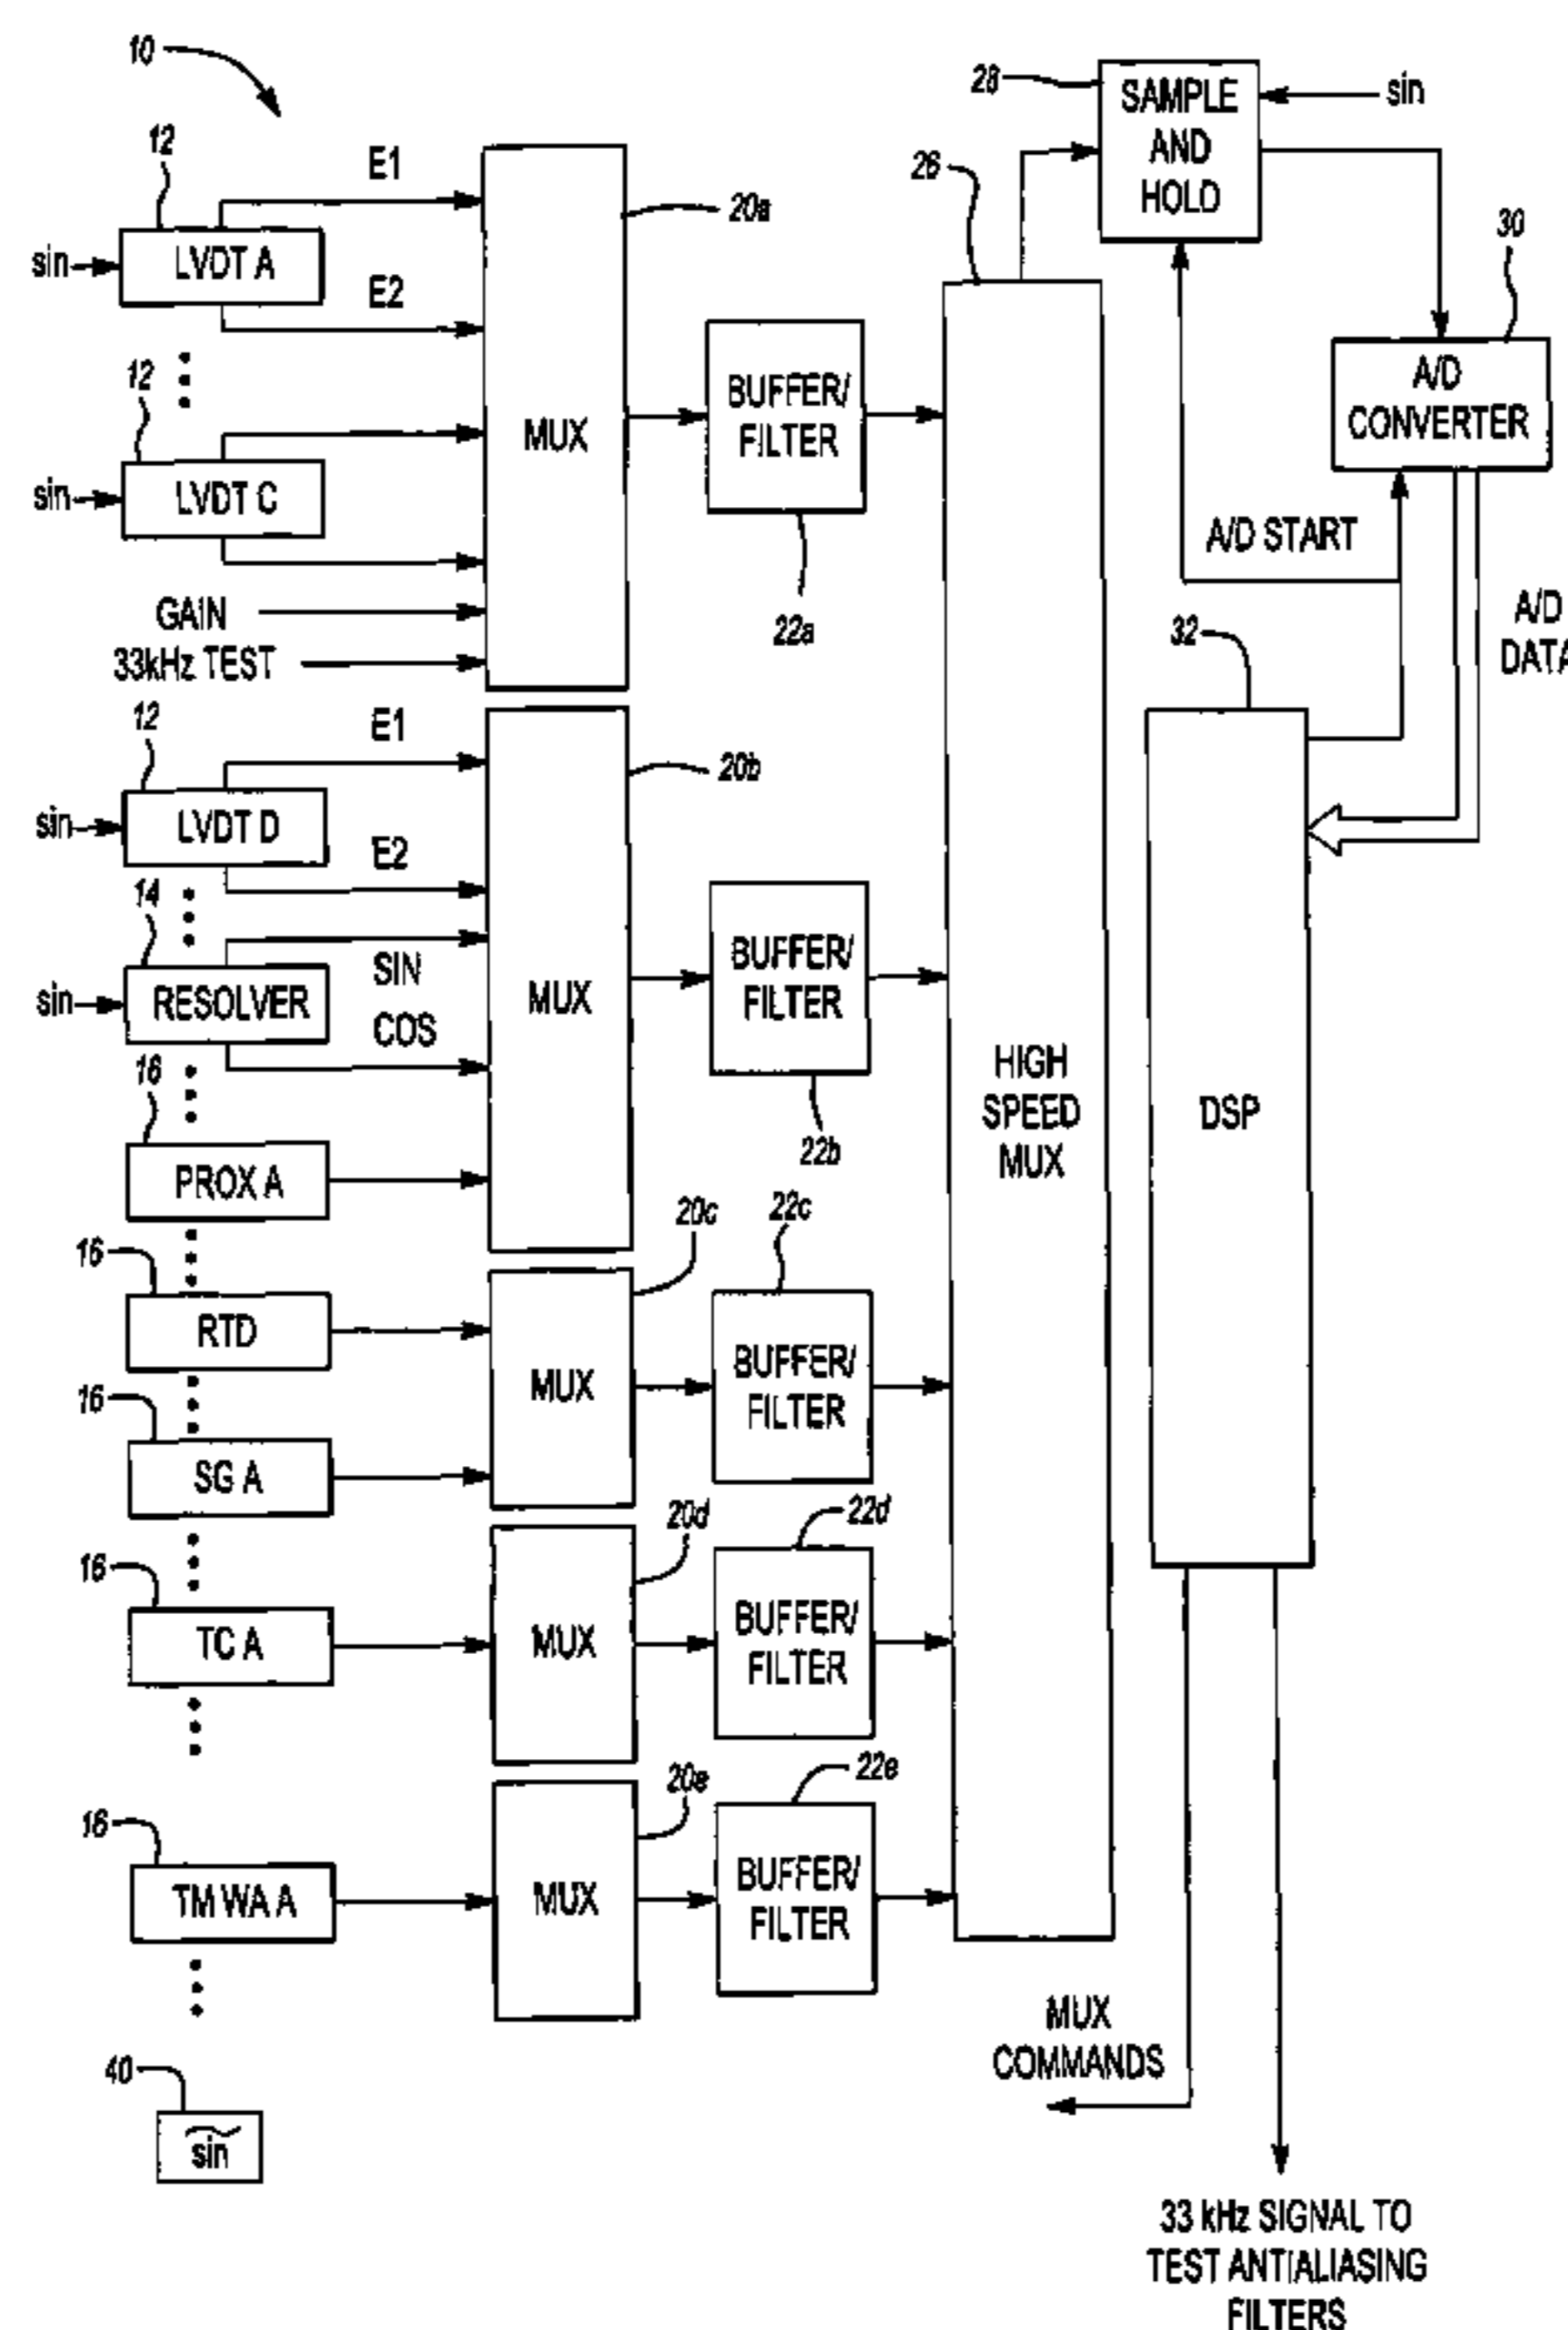 10
12
E1
20a
sin
LVDT A
E2
12
sin
LVDT C
MUX
BUFFER/
FILTER
22a
GAIN
33kHz TEST
26
28
SAMPLE
AND
HOLD
sin
30
A/D
CONVERTER
A/D START
A/D
DATA
32
12
E1
20b
sin
LVDT D
E2
14
sin
RESOLVER
SIN
COS
MUX
BUFFER/
FILTER
22b
HIGH
SPEED
MUX
DSP
16
PROX A
20c
22c
16
RTD
MUX
BUFFER/
FILTER
16
SG A
20d
22d
16
TC A
MUX
BUFFER/
FILTER
20e
22e
16
TM WA A
MUX
BUFFER/
FILTER
MUX
COMMANDS
40
sin
33 kHz SIGNAL TO
TEST ANTIALIASING
FILTERS